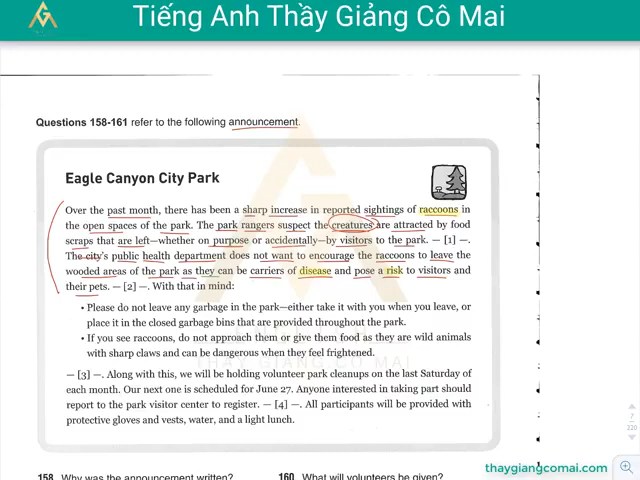 Tiếng Anh Thầy Giảng Cô Mai
Questions 158-161 refer to the following announcement.
Eagle Canyon City Park
Over the past month, there has been a sharp increase in reported sightings of raccoons in
the open spaces of the park. The park rangers suspect the creatures are attracted by food
scraps that are left—whether on purpose or accidentally—by visitors to the park. — [1] —.
The city's public health department does not want to encourage the raccoons to leave the
wooded areas of the park as they can be carriers of disease and pose a risk to visitors and
their pets. — [2] —. With that in mind:
• Please do not leave any garbage in the park—either take it with you when you leave, or
place it in the closed garbage bins that are provided throughout the park.
• If you see raccoons, do not approach them or give them food as they are wild animals
with sharp claws and can be dangerous when they feel frightened.
THẦY GIẢNG CÔ MAI
— [3] —. Along with this, we will be holding volunteer park cleanups on the last Saturday of
each month. Our next one is scheduled for June 27. Anyone interested in taking part should
report to the park visitor center to register. — [4] —. All participants will be provided with
protective gloves and vests, water, and a light lunch.
7
220
thaygiangcomai.com
158 Why was the announcement written?
160 What will volunteers be given?